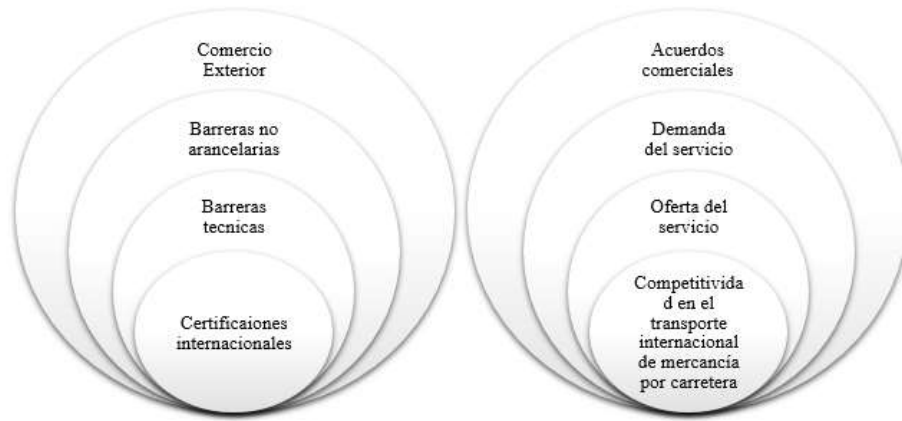 Comercio
Exterior
Barreras no
arancelarias
Barreras
tecnicas
Certificaiones
internacionales
Acuerdos
comerciales
Demanda
del servicio
Oferta del
servicio
Competitivida
d en el
transporte
internacional
de mercancía
por carretera